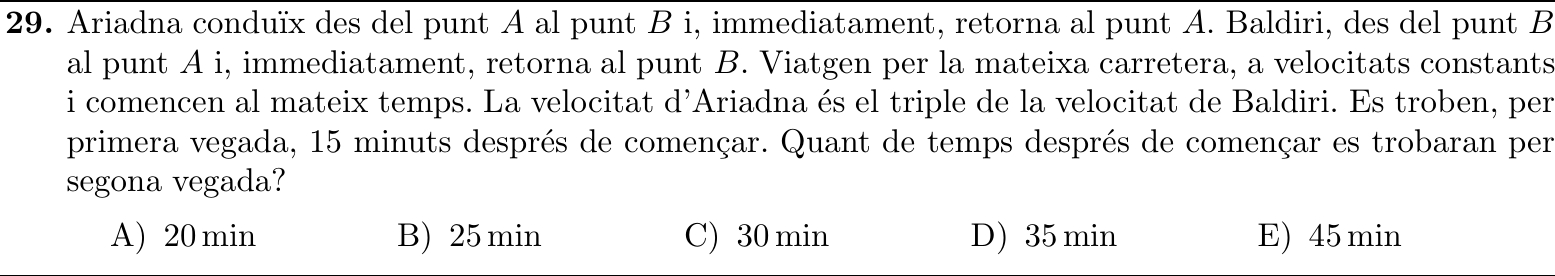 29. Ariadna conduïx des del punt A al punt B i, immediatament, retorna al punt A. Baldiri, des del punt B
al punt A i, immediatament, retorna al punt B. Viatgen per la mateixa carretera, a velocitats constants
i comencen al mateix temps. La velocitat d'Ariadna és el triple de la velocitat de Baldiri. Es troben, per
primera vegada, 15 minuts després de començar. Quant de temps després de començar es trobaran per
segona vegada?
A) 20 min B) 25 min C) 30 min D) 35 min E) 45 min